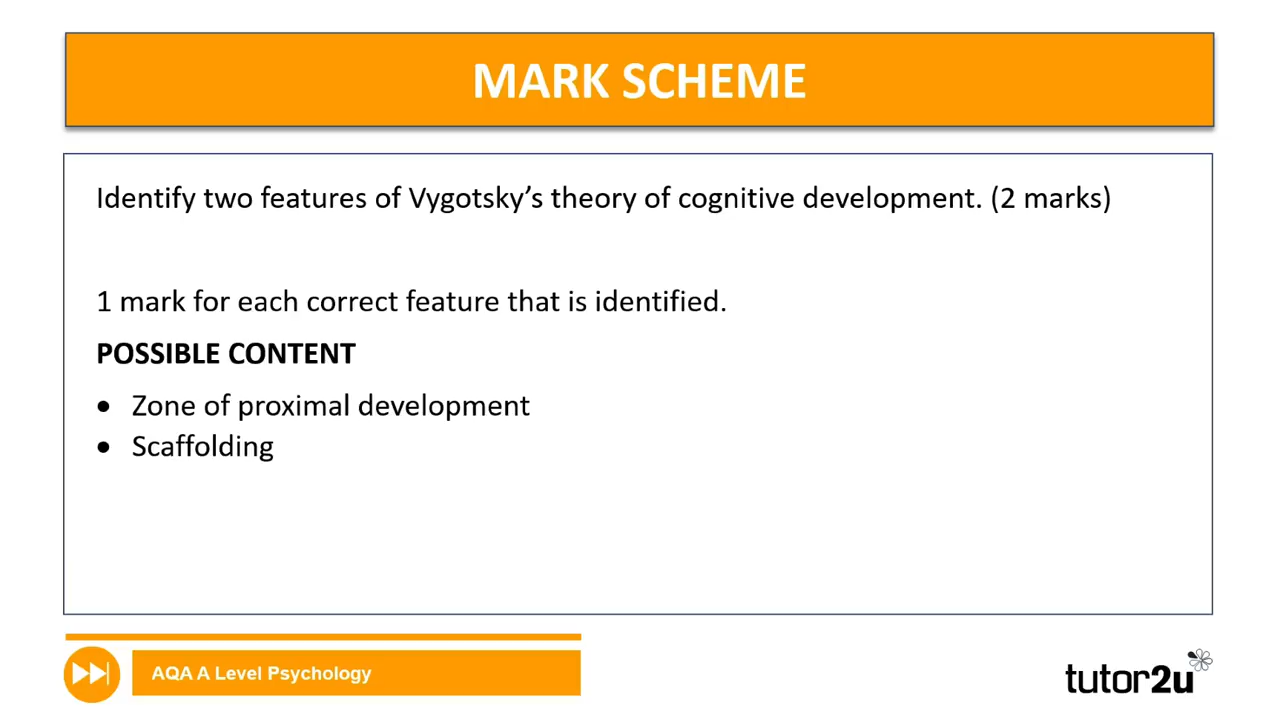 MARK SCHEME
Identify two features of Vygotsky’s theory of cognitive development. (2 marks)
1 mark for each correct feature that is identified.
POSSIBLE CONTENT
• Zone of proximal development
• Scaffolding
AQA A Level Psychology
tutor2u